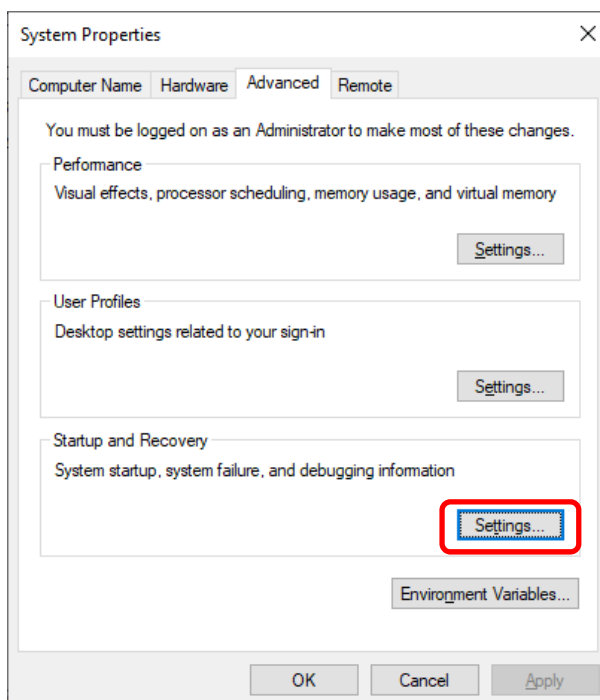 System Properties
Computer Name Hardware Advanced Remote
You must be logged on as an Administrator to make most of these changes.
Performance
Visual effects, processor scheduling, memory usage, and virtual memory
Settings...
User Profiles
Desktop settings related to your sign-in
Settings...
Startup and Recovery
System startup, system failure, and debugging information
Settings...
Environment Variables...
OK Cancel Apply